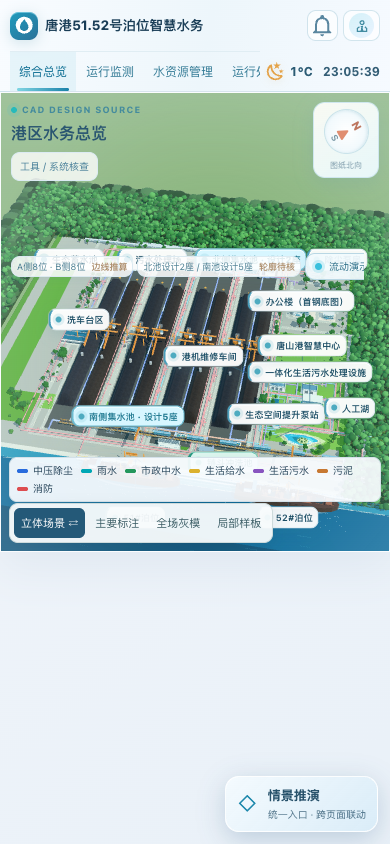 唐港51.52号泊位智慧水务
综合总览 运行监测 水资源管理 1°C 23:05:39
CAD DESIGN SOURCE
港区水务总览
工具 / 系统核查
S N
图纸北向
A侧8位 · B侧8位 边线推算 北池设计2座 / 南池设计5座 轮廓待核 流动演示
办公楼（首钢底图）
洗车台区
唐山港智慧中心
港机维修车间
一体化生活污水处理设施
人工湖
南侧集水池 · 设计5座
生态空间提升泵站
中压除尘 雨水 市政中水 生活给水 生活污水 污泥
消防
立体场景 主要标注 全场灰模 局部样板
52#泊位
情景推演
统一入口 · 跨页面联动